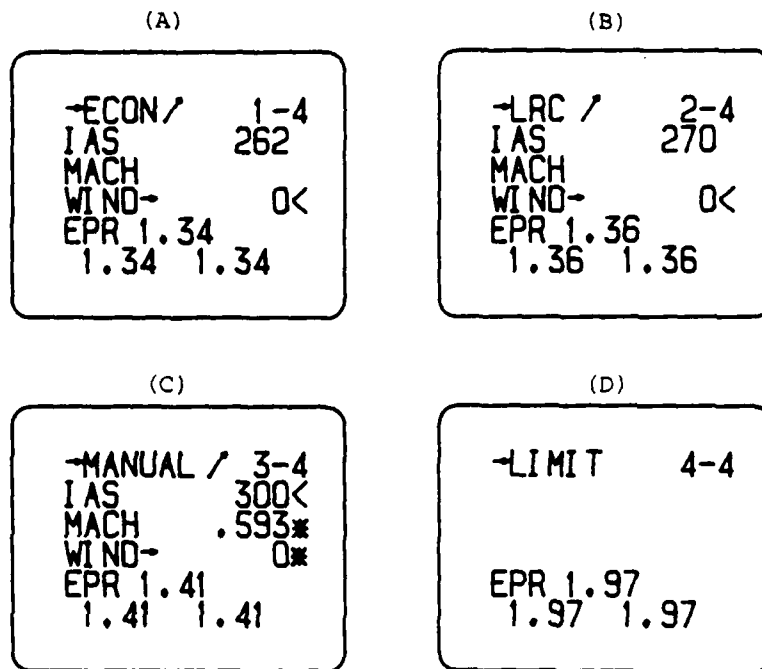 (A)
→ECON↗ 1-4
IAS 262
MACH
WIND→ 0<
EPR 1.34
1.34 1.34
(B)
→LRC ↗ 2-4
IAS 270
MACH
WIND→ 0<
EPR 1.36
1.36 1.36
(C)
→MANUAL ↗ 3-4
IAS 300<
MACH .593*
WIND→ 0*
EPR 1.41
1.41 1.41
(D)
→LIMIT 4-4
EPR 1.97
1.97 1.97